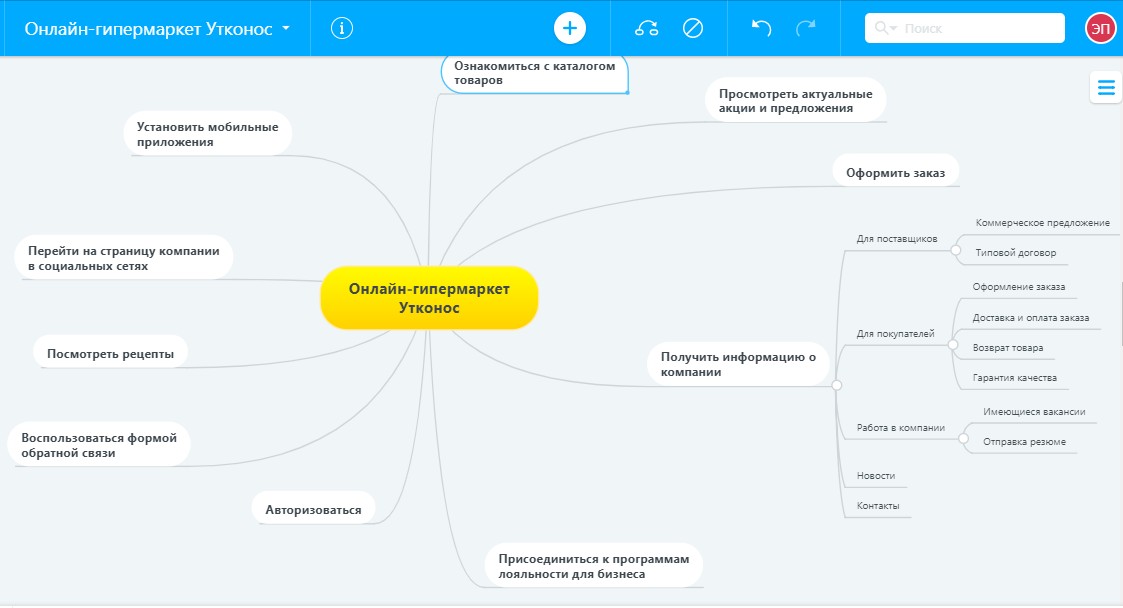 Онлайн-гипермаркет Утконос
Поиск
ЭП
Ознакомиться с каталогом
товаров
Просмотреть актуальные
акции и предложения
Установить мобильные
приложения
Оформить заказ
Перейти на страницу компании
в социальных сетях
Онлайн-гипермаркет
Утконос
Посмотреть рецепты
Получить информацию о
компании
Для поставщиков
Коммерческое предложение
Типовой договор
Для покупателей
Оформление заказа
Доставка и оплата заказа
Возврат товара
Гарантия качества
Работа в компании
Имеющиеся вакансии
Отправка резюме
Новости
Контакты
Воспользоваться формой
обратной связи
Авторизоваться
Присоединиться к программам
лояльности для бизнеса